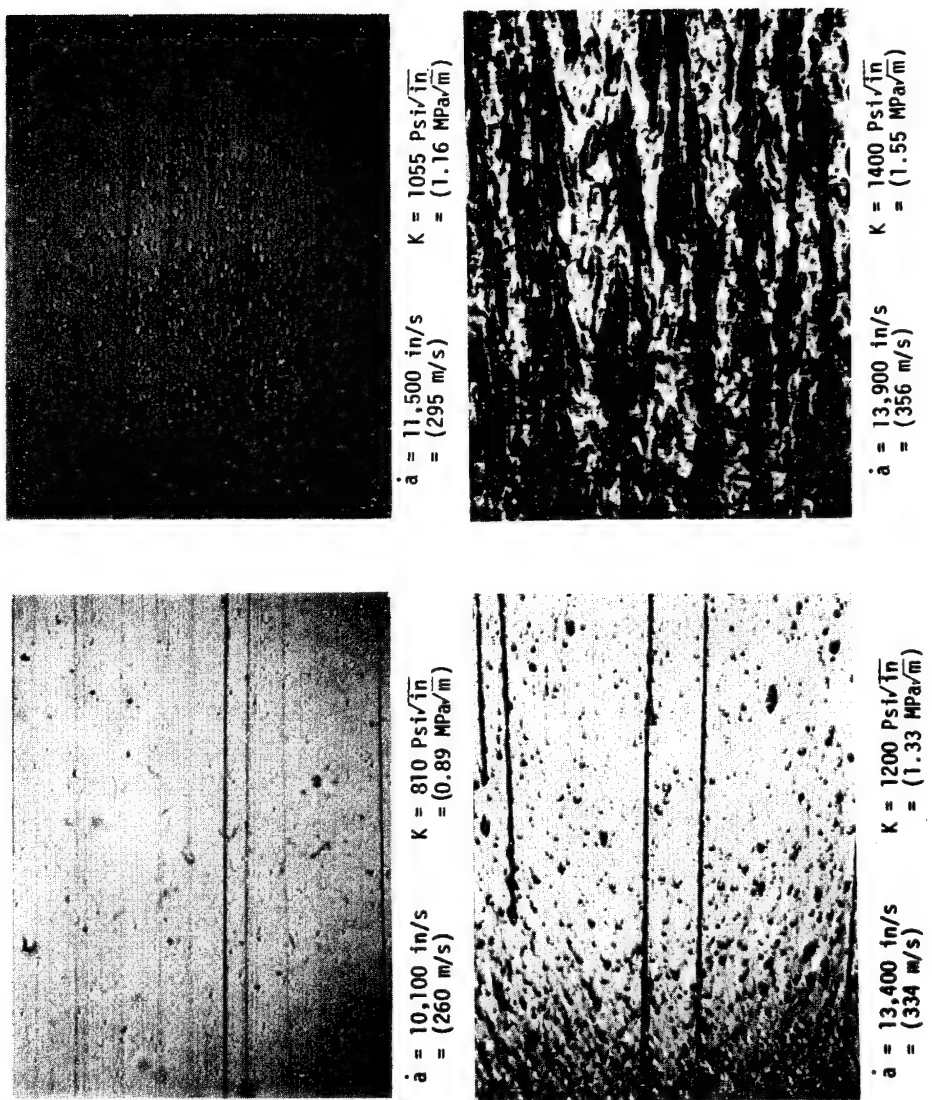 ȧ = 10,100 in/s K = 810 Psi√in
= (260 m/s) =(0.89 MPa√m)
ȧ = 11,500 in/s K = 1055 Psi√in
= (295 m/s) = (1.16 MPa√m)
ȧ = 13,400 in/s K = 1200 Psi√in
= (334 m/s) = (1.33 MPa√m)
ȧ = 13,900 in/s K = 1400 Psi√in
= (356 m/s) = (1.55 MPa√m)